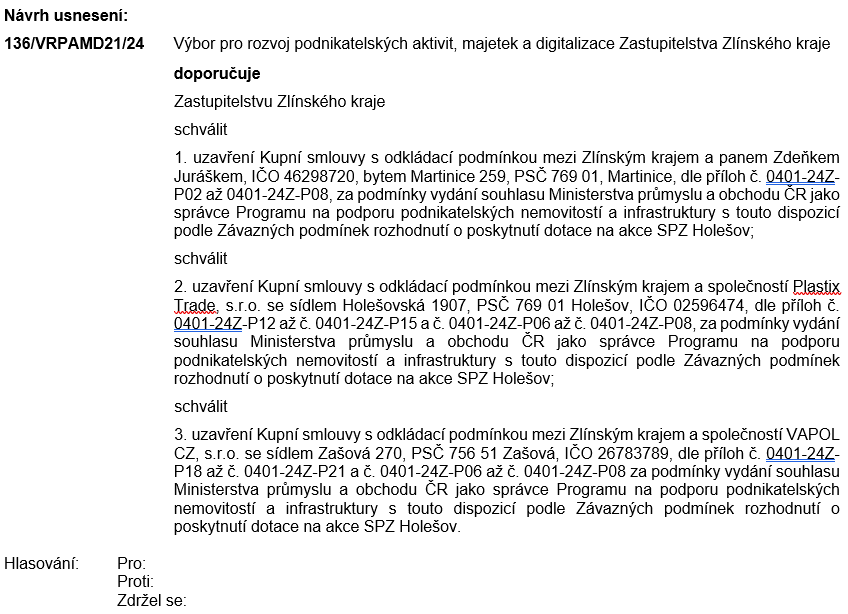 Návrh usnesení:
136/VRPAMD21/24 Výbor pro rozvoj podnikatelských aktivit, majetek a digitalizace Zastupitelstva Zlínského kraje
doporučuje
Zastupitelstvu Zlínského kraje
schválit
1. uzavření Kupní smlouvy s odkládací podmínkou mezi Zlínským krajem a panem Zdeňkem
Juráškem, IČO 46298720, bytem Martinice 259, PSČ 769 01, Martinice, dle příloh č. 0401-24Z-
P02 až 0401-24Z-P08, za podmínky vydání souhlasu Ministerstva průmyslu a obchodu ČR jako
správce Programu na podporu podnikatelských nemovitostí a infrastruktury s touto dispozicí
podle Závazných podmínek rozhodnutí o poskytnutí dotace na akce SPZ Holešov;
schválit
2. uzavření Kupní smlouvy s odkládací podmínkou mezi Zlínským krajem a společností Plastix
Trade, s.r.o. se sídlem Holešovská 1907, PSČ 769 01 Holešov, IČO 02596474, dle příloh č.
0401-24Z-P12 až č. 0401-24Z-P15 a č. 0401-24Z-P06 až č. 0401-24Z-P08, za podmínky vydání
souhlasu Ministerstva průmyslu a obchodu ČR jako správce Programu na podporu
podnikatelských nemovitostí a infrastruktury s touto dispozicí podle Závazných podmínek
rozhodnutí o poskytnutí dotace na akce SPZ Holešov;
schválit
3. uzavření Kupní smlouvy s odkládací podmínkou mezi Zlínským krajem a společností VAPOL
CZ, s.r.o. se sídlem Zašová 270, PSČ 756 51 Zašová, IČO 26783789, dle příloh č. 0401-24Z-
P18 až č. 0401-24Z-P21 a č. 0401-24Z-P06 až č. 0401-24Z-P08 za podmínky vydání souhlasu
Ministerstva průmyslu a obchodu ČR jako správce Programu na podporu podnikatelských
nemovitostí a infrastruktury s touto dispozicí podle Závazných podmínek rozhodnutí o
poskytnutí dotace na akce SPZ Holešov.
Hlasování: Pro:
Proti:
Zdržel se: